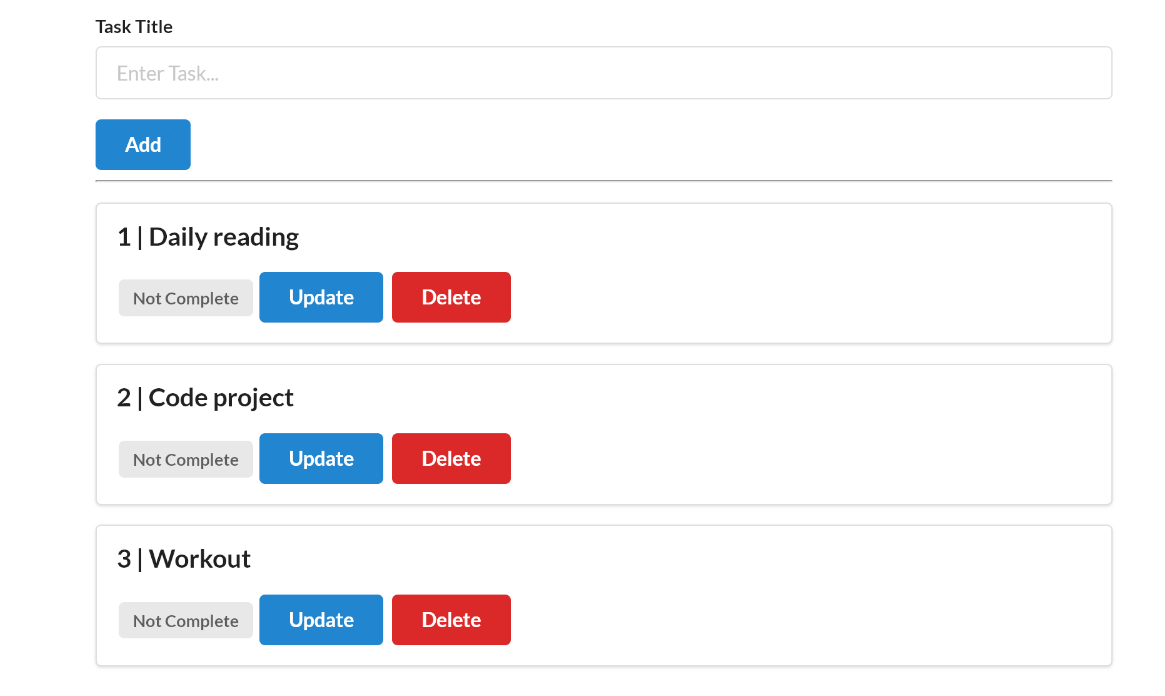 Task Title
Enter Task...
Add
1 | Daily reading
Not Complete Update Delete
2 | Code project
Not Complete Update Delete
3 | Workout
Not Complete Update Delete